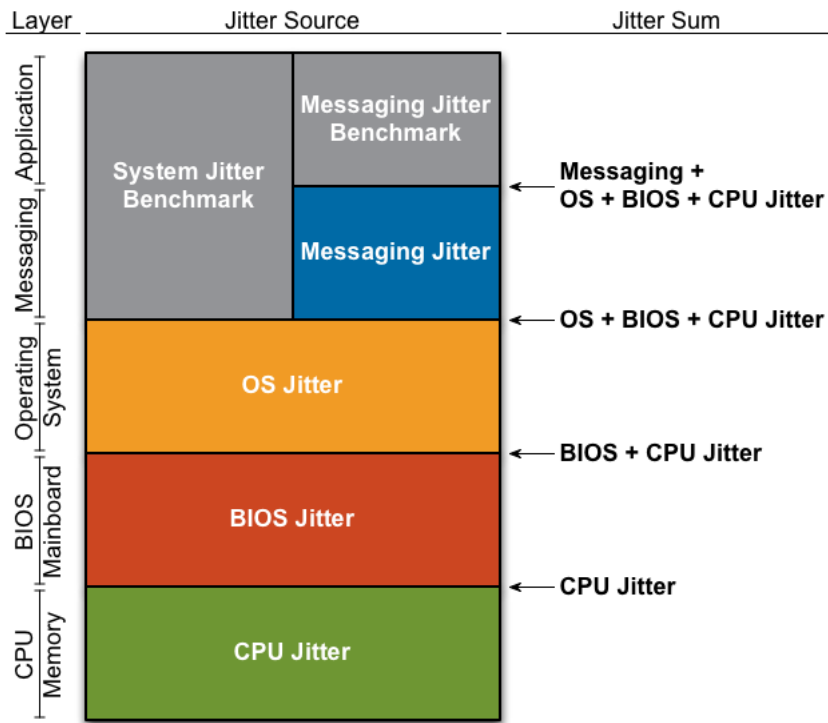 Layer
Jitter Source
Jitter Sum
Application
Messaging
Operating
System
BIOS
Mainboard
CPU
Memory
System Jitter
Benchmark
Messaging Jitter
Benchmark
Messaging Jitter
OS Jitter
BIOS Jitter
CPU Jitter
Messaging +
OS + BIOS + CPU Jitter
OS + BIOS + CPU Jitter
BIOS + CPU Jitter
CPU Jitter